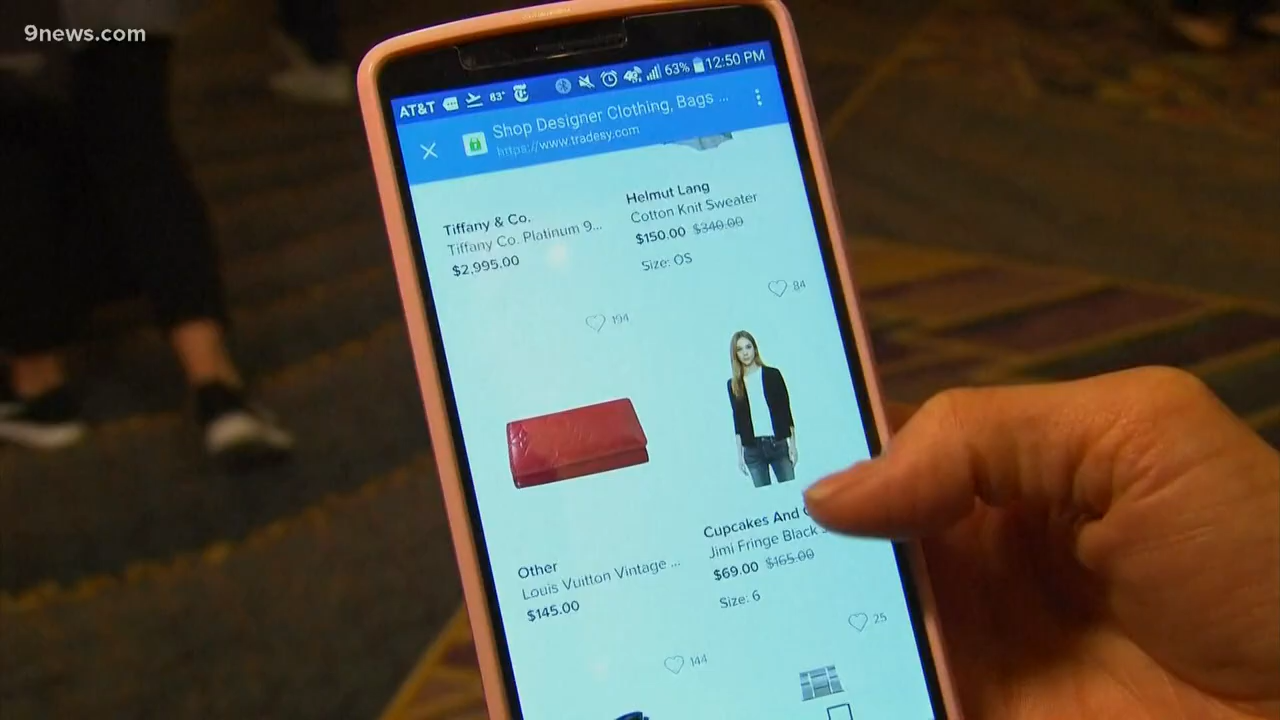 9news.com
AT&T 83° 63% 12:50 PM
Shop Designer Clothing, Bags ...
https://www.tradesy.com
Tiffany & Co.
Tiffany Co. Platinum 9...
$2,995.00
Helmut Lang
Cotton Knit Sweater
$150.00 $340.00
Size: OS
194
84
Other
Louis Vuitton Vintage ...
$145.00
Cupcakes And
Jimi Fringe Black
$69.00 $165.00
Size: 6
144
25